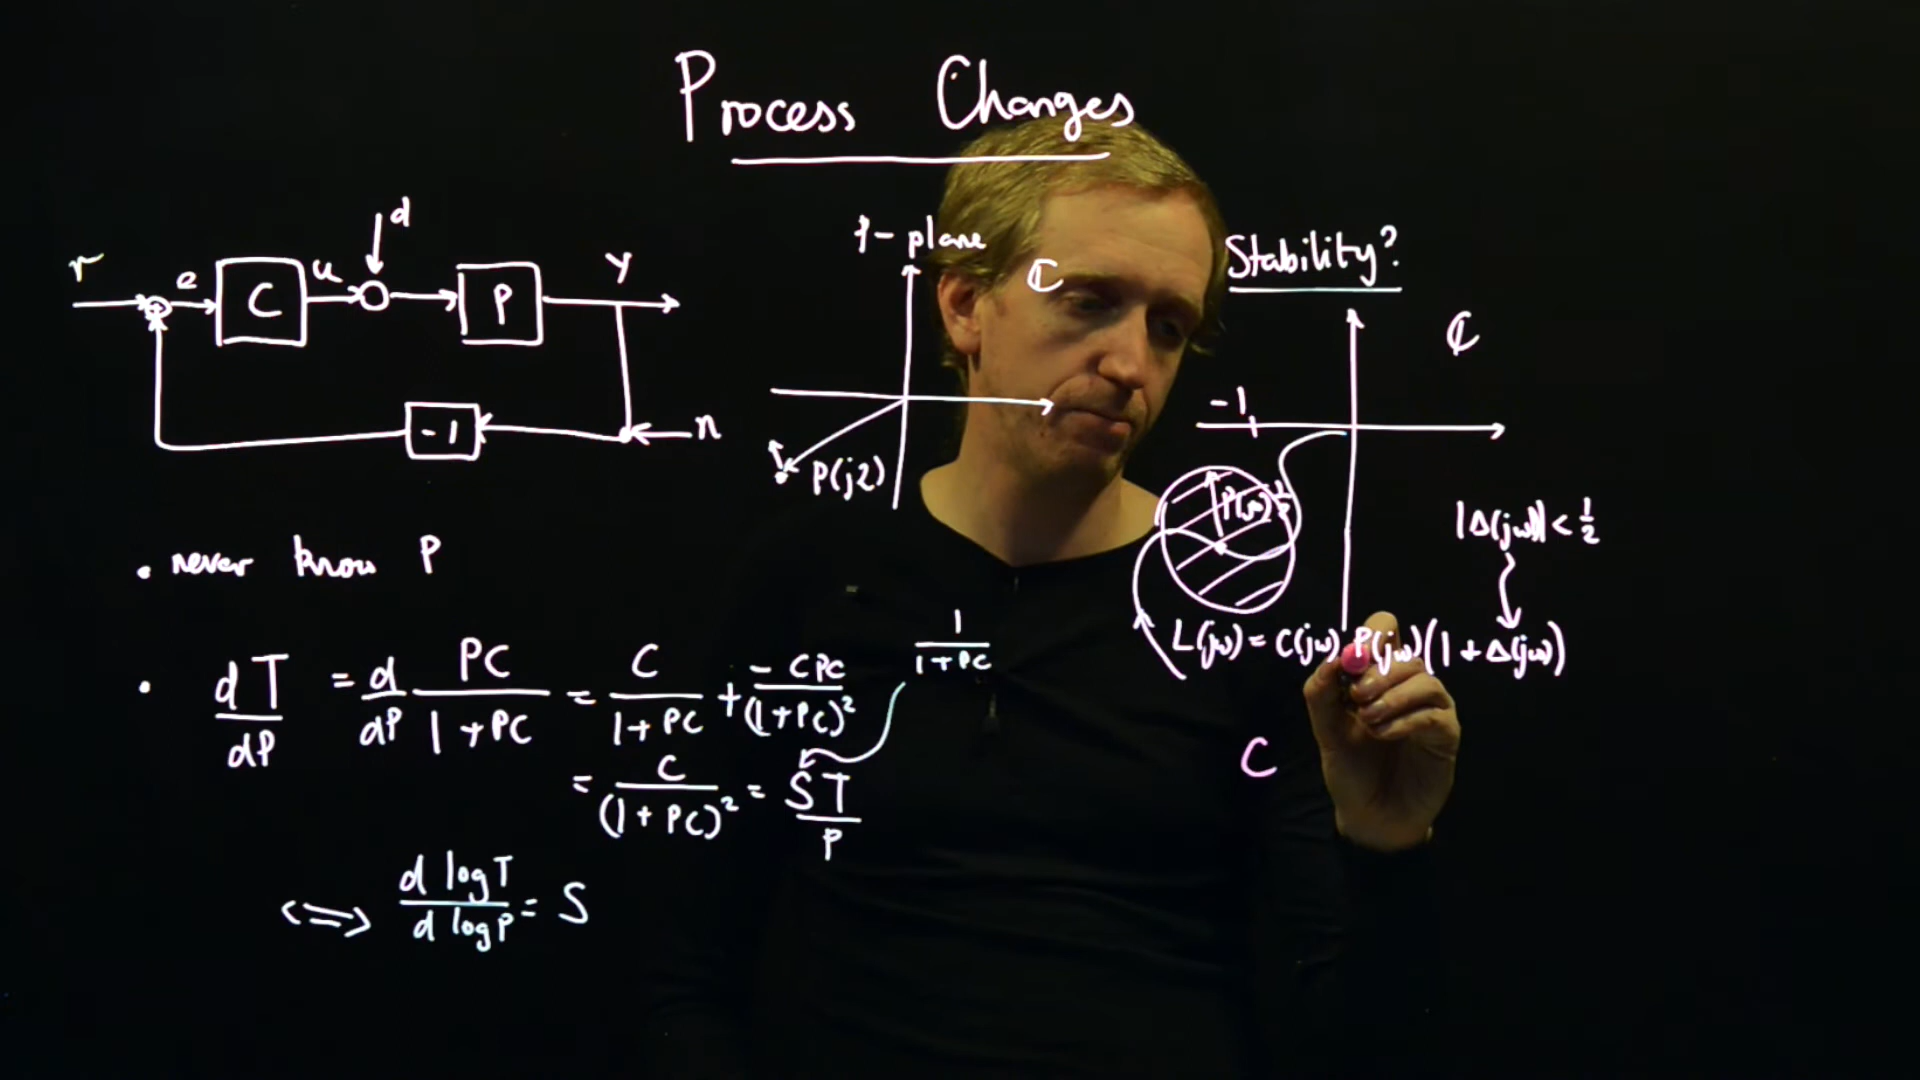 Process Changes
r e C u d P y
-1 n
• never know P
• dT/dP = d/dP PC/(1+PC) = C/(1+PC) + -CPC/(1+PC)²
= C/(1+PC)² = ST/P
1/(1+PC)
<=> d log T/d log P = S
P-plane
ℂ
P(j2)
Stability?
ℂ
-1
|Δ(jω)| < 1/2
L(jω) = C(jω) P(jω)(1 + Δ(jω))
C